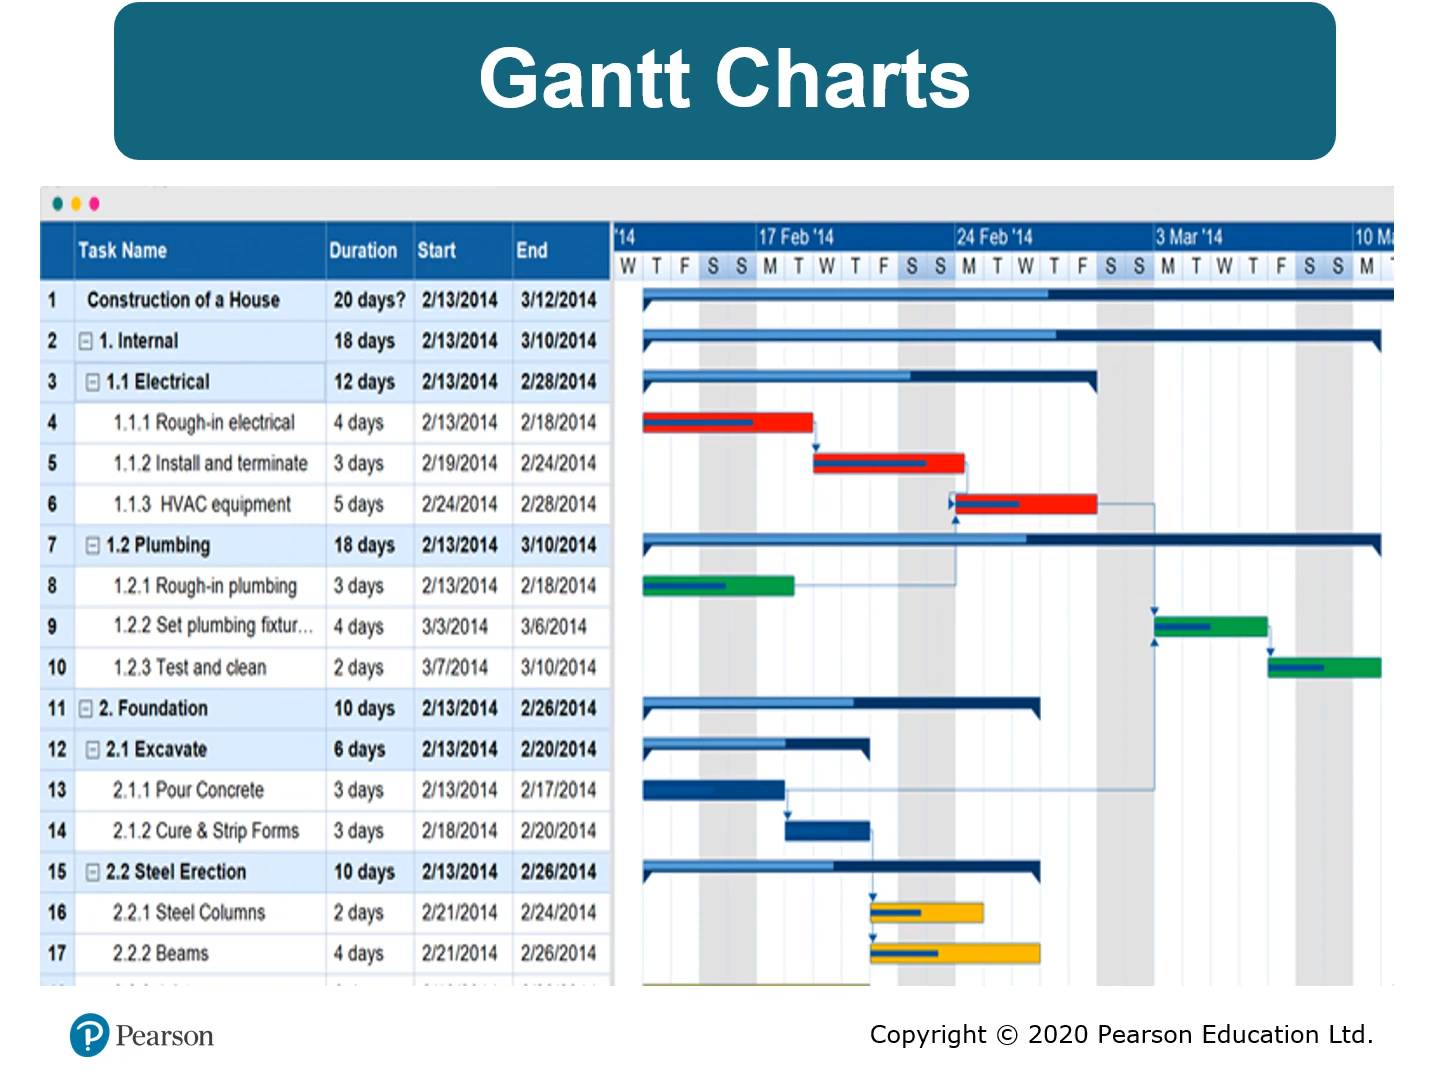 Gantt Charts
Task Name Duration Start End '14 17 Feb '14 24 Feb '14 3 Mar '14 10 Ma
W T F S S M T W T F S S M T W T F S S M T W T F S S M
1 Construction of a House 20 days? 2/13/2014 3/12/2014
2 1. Internal 18 days 2/13/2014 3/10/2014
3 1.1 Electrical 12 days 2/13/2014 2/28/2014
4 1.1.1 Rough-in electrical 4 days 2/13/2014 2/18/2014
5 1.1.2 Install and terminate 3 days 2/19/2014 2/24/2014
6 1.1.3 HVAC equipment 5 days 2/24/2014 2/28/2014
7 1.2 Plumbing 18 days 2/13/2014 3/10/2014
8 1.2.1 Rough-in plumbing 3 days 2/13/2014 2/18/2014
9 1.2.2 Set plumbing fixtur... 4 days 3/3/2014 3/6/2014
10 1.2.3 Test and clean 2 days 3/7/2014 3/10/2014
11 2. Foundation 10 days 2/13/2014 2/26/2014
12 2.1 Excavate 6 days 2/13/2014 2/20/2014
13 2.1.1 Pour Concrete 3 days 2/13/2014 2/17/2014
14 2.1.2 Cure & Strip Forms 3 days 2/18/2014 2/20/2014
15 2.2 Steel Erection 10 days 2/13/2014 2/26/2014
16 2.2.1 Steel Columns 2 days 2/21/2014 2/24/2014
17 2.2.2 Beams 4 days 2/21/2014 2/26/2014
Pearson
Copyright © 2020 Pearson Education Ltd.